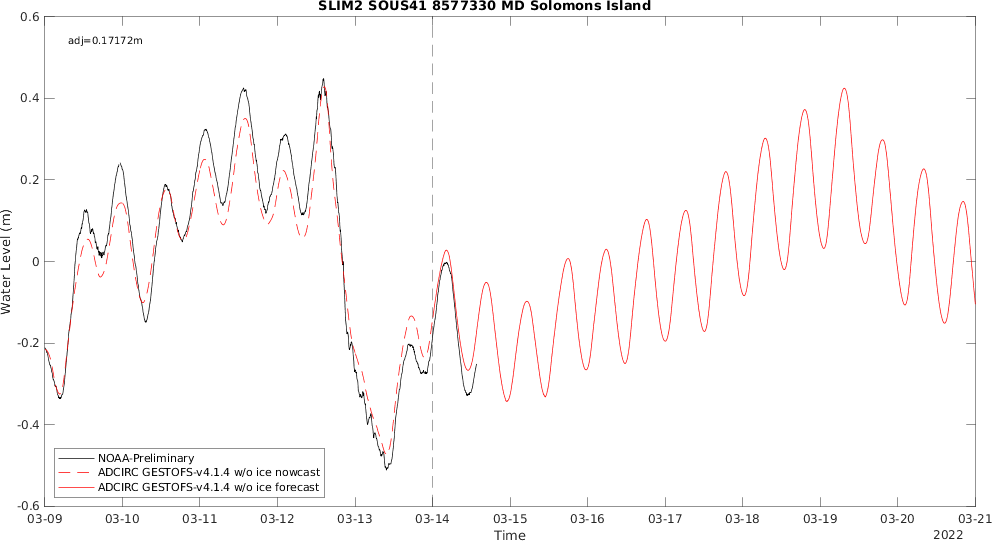 SLIM2 SOUS41 8577330 MD Solomons Island
adj=0.17172m
0.6
0.4
0.2
0
-0.2
-0.4
-0.6
Water Level (m)
NOAA-Preliminary
ADCIRC GESTOFS-v4.1.4 w/o ice nowcast
ADCIRC GESTOFS-v4.1.4 w/o ice forecast
03-09 03-10 03-11 03-12 03-13 03-14 03-15 03-16 03-17 03-18 03-19 03-20 03-21
Time
2022